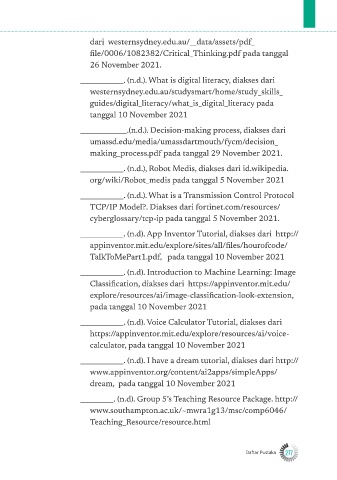 dari westernsydney.edu.au/__data/assets/pdf_
file/0006/1082382/Critical_Thinking.pdf pada tanggal
26 November 2021.
__________. (n.d.). What is digital literacy, diakses dari
westernsydney.edu.au/studysmart/home/study_skills_
guides/digital_literacy/what_is_digital_literacy pada
tanggal 10 November 2021
__________.(n.d.). Decision-making process, diakses dari
umassd.edu/media/umassdartmouth/fycm/decision_
making_process.pdf pada tanggal 29 November 2021.
__________. (n.d.), Robot Medis, diakses dari id.wikipedia.
org/wiki/Robot_medis pada tanggal 5 November 2021
__________. (n.d.). What is a Transmission Control Protocol
TCP/IP Model?. Diakses dari fortinet.com/resources/
cyberglossary/tcp-ip pada tanggal 5 November 2021.
__________. (n.d). App Inventor Tutorial, diakses dari http://
appinventor.mit.edu/explore/sites/all/files/hourofcode/
TalkToMePart1.pdf, pada tanggal 10 November 2021
__________. (n.d). Introduction to Machine Learning: Image
Classification, diakses dari https://appinventor.mit.edu/
explore/resources/ai/image-classification-look-extension,
pada tanggal 10 November 2021
__________. (n.d). Voice Calculator Tutorial, diakses dari
https://appinventor.mit.edu/explore/resources/ai/voice-
calculator, pada tanggal 10 November 2021
__________. (n.d). I have a dream tutorial, diakses dari http://
www.appinventor.org/content/ai2apps/simpleApps/
dream, pada tanggal 10 November 2021
________. (n.d). Group 5's Teaching Resource Package. http://
www.southampton.ac.uk/~mwra1g13/msc/comp6046/
Teaching_Resource/resource.html
Daftar Pustaka